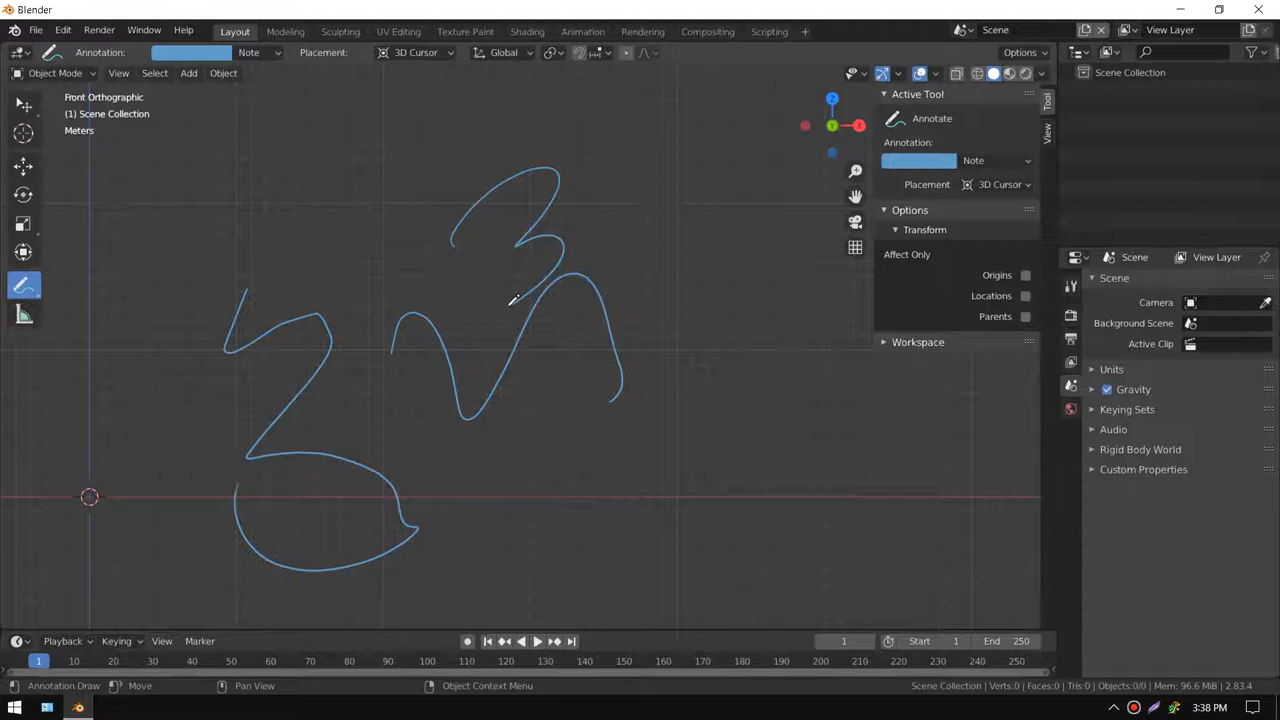 Blender
File Edit Render Window Help Layout Modeling Sculpting UV Editing Texture Paint Shading Animation Rendering Compositing Scripting + Scene View Layer
Annotation: Note Placement: 3D Cursor Global Options
Object Mode View Select Add Object
Front Orthographic
(1) Scene Collection
Meters
Z
Y
X
Active Tool
Annotate
Annotation:
Note
Placement 3D Cursor
Options
Transform
Affect Only
Origins
Locations
Parents
Workspace
Tool
View
Scene Collection
Scene View Layer
Scene
Camera
Background Scene
Active Clip
Units
Gravity
Keying Sets
Audio
Rigid Body World
Custom Properties
Playback Keying View Marker 1 Start 1 End 250
1 10 20 30 40 50 60 70 80 90 100 110 120 130 140 150 160 170 180 190 200 210 220 230 240 250
Annotation Draw Move Pan View Object Context Menu Scene Collection | Verts:0 | Faces:0 | Tris:0 | Objects:0/0 | Mem: 96.6 MiB | 2.83.4
3:38 PM